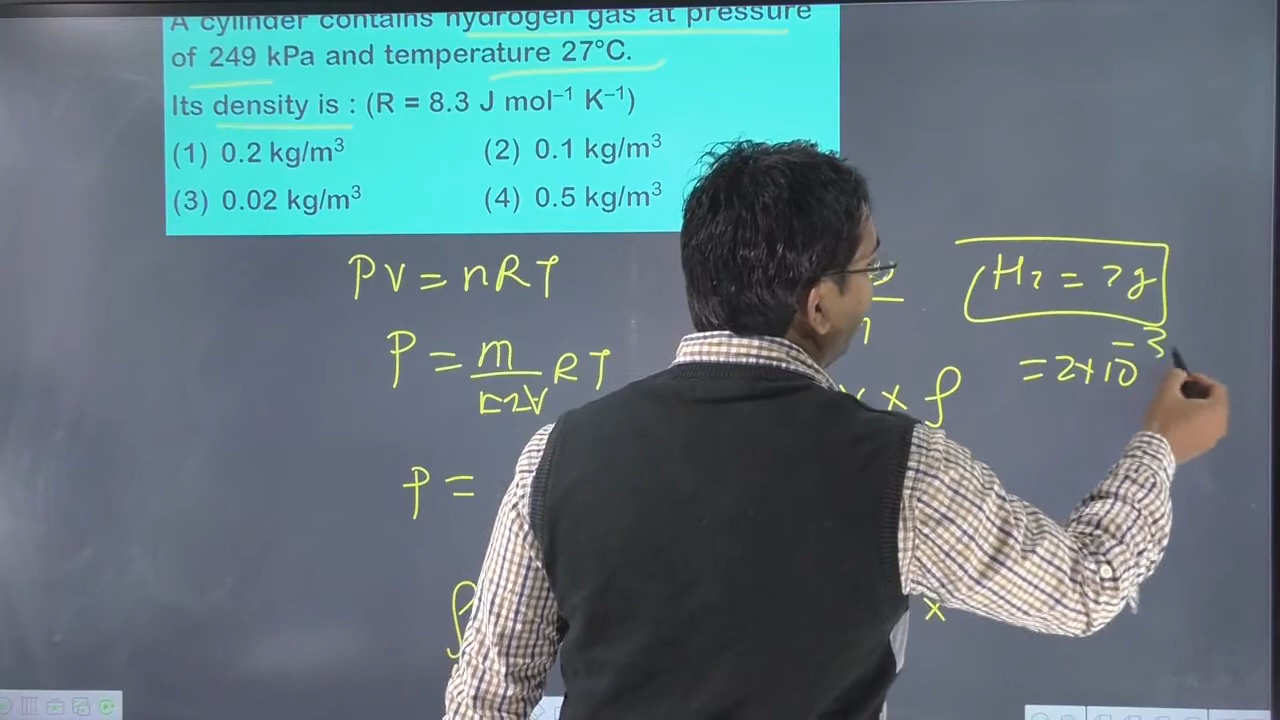 A cylinder contains hydrogen gas at pressure
of 249 kPa and temperature 27°C.
Its density is : (R = 8.3 J mol⁻¹ K⁻¹)
(1) 0.2 kg/m³ (2) 0.1 kg/m³
(3) 0.02 kg/m³ (4) 0.5 kg/m³
PV = nRT
H₂ = 2g
P = m RT
= 2×10⁻³
× ρ
P =
ρ
×